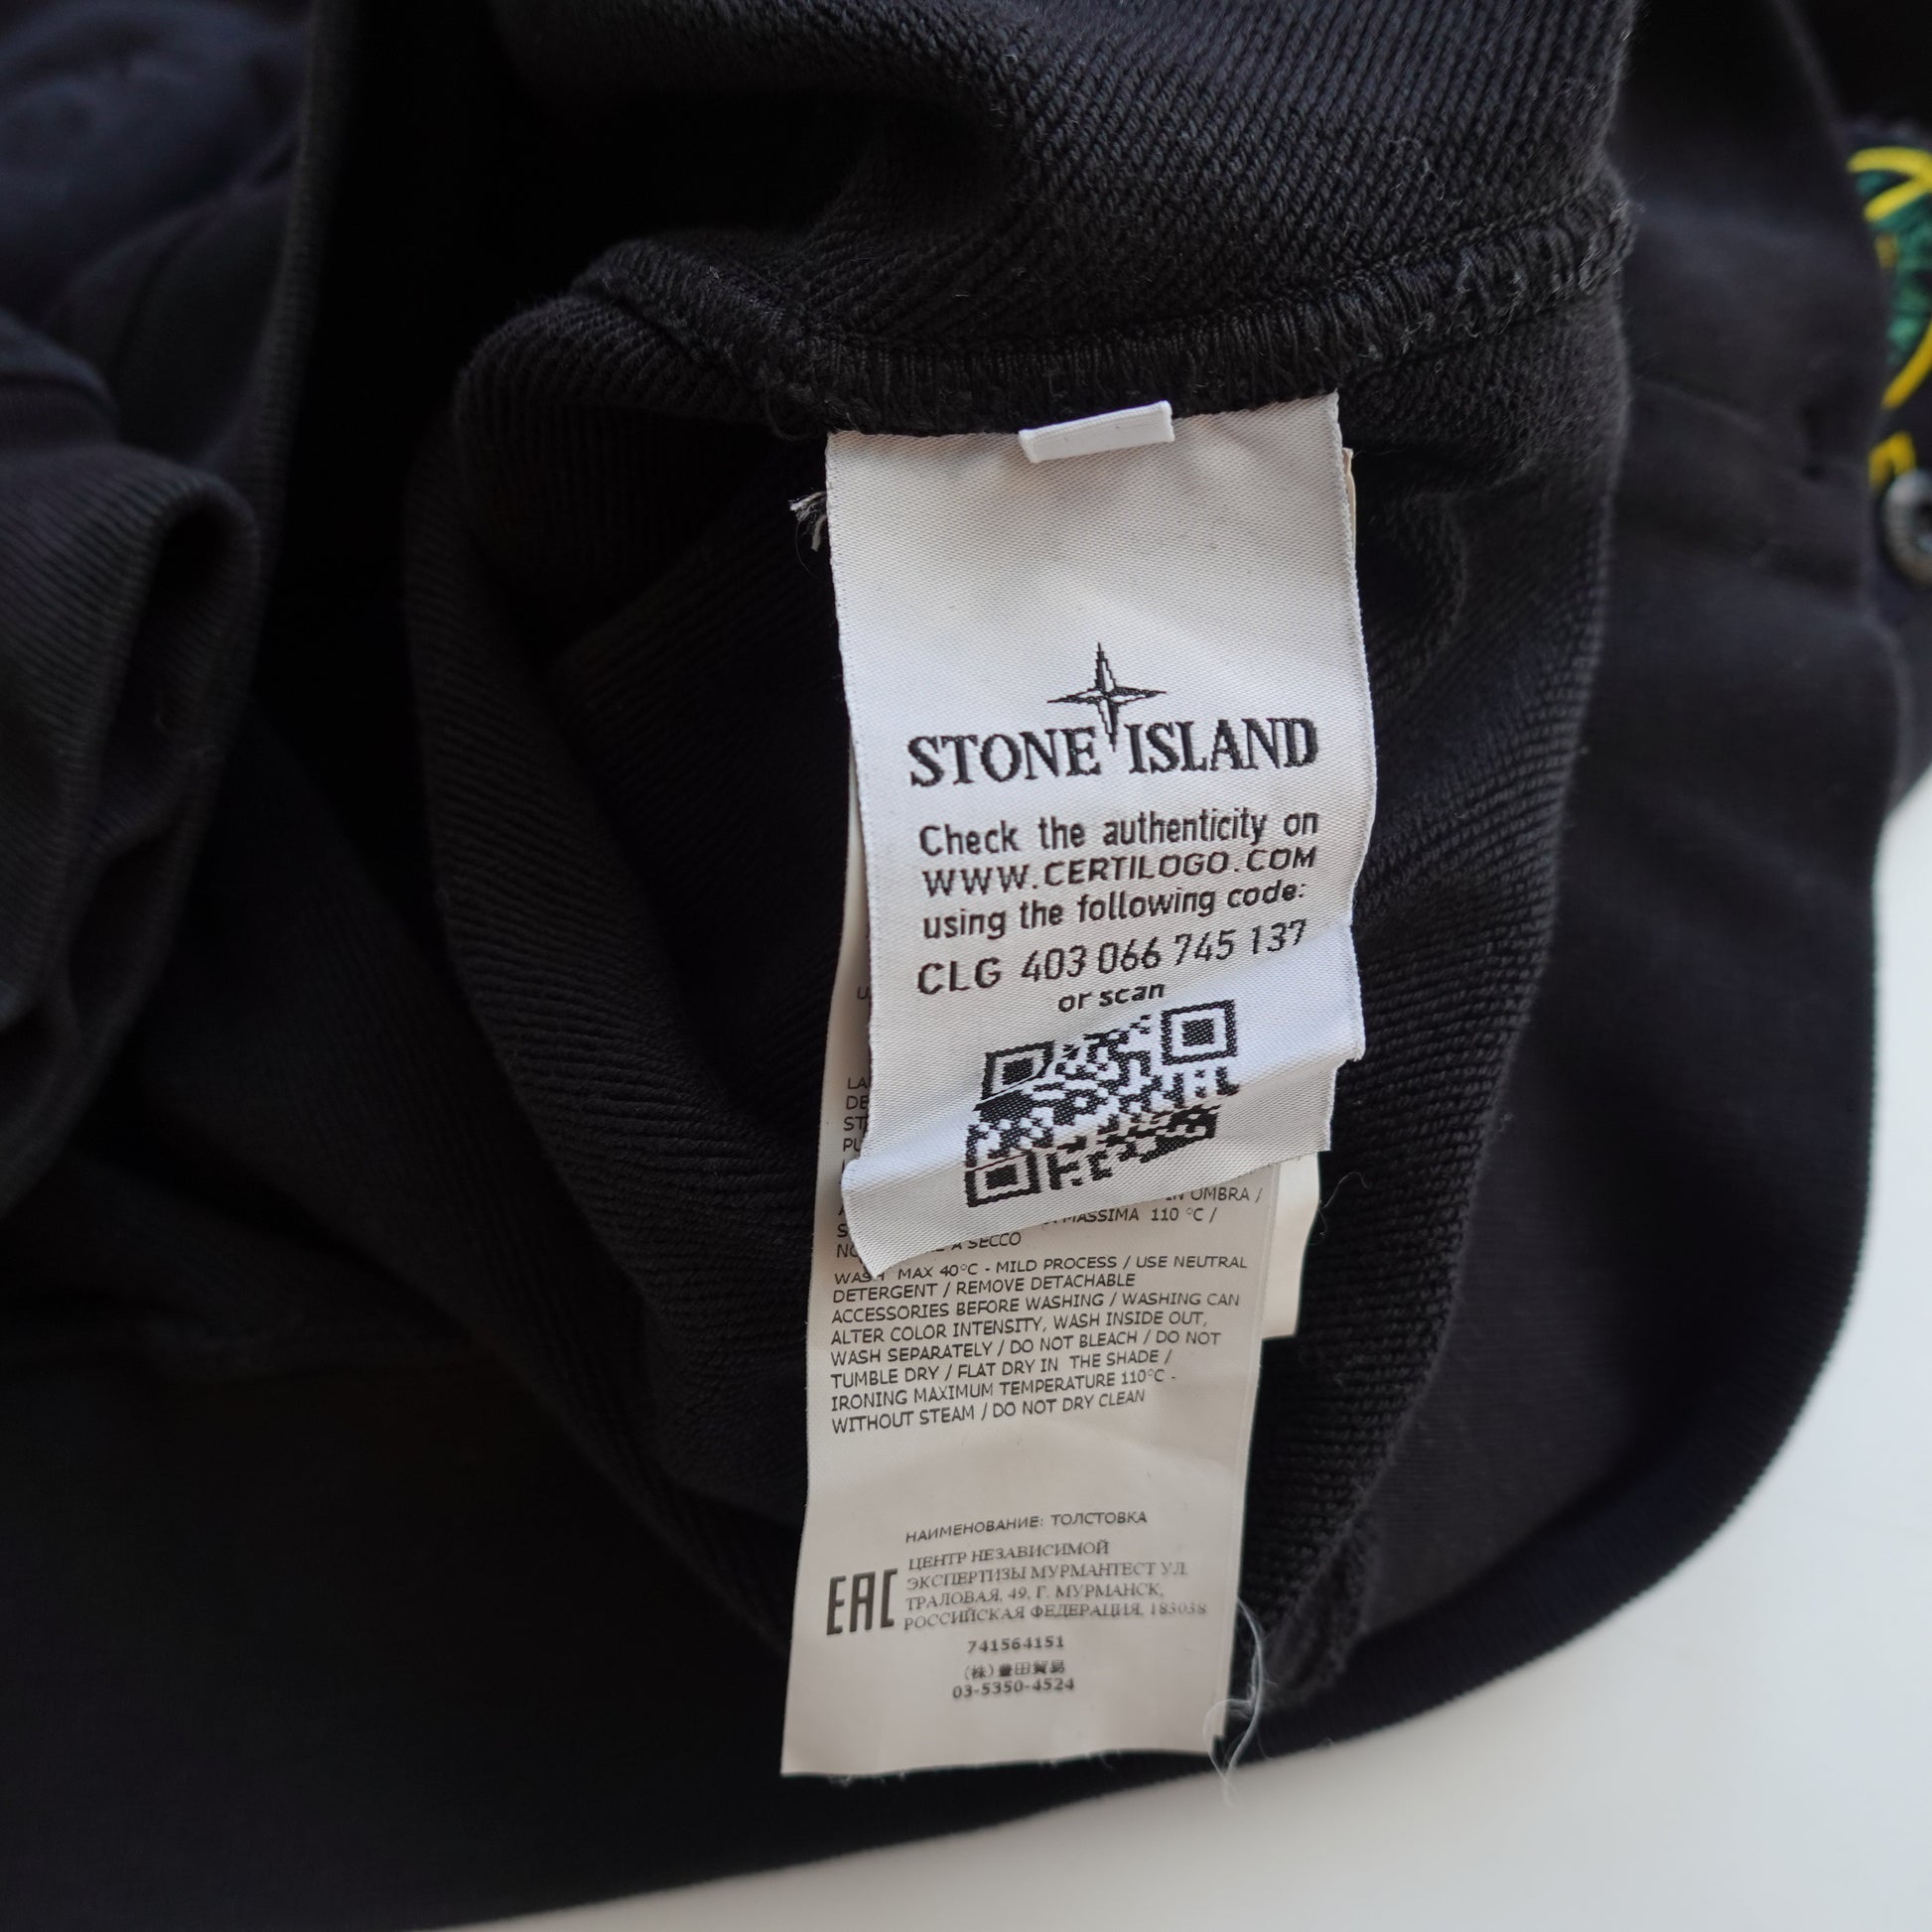 STONE ISLAND
Check the authenticity on
WWW.CERTILOGO.COM
using the following code:
CLG 403 066 745 137
or scan
IN OMBRA /
MASSIMA 110 °C /
A SECCO
WASH MAX 40°C - MILD PROCESS / USE NEUTRAL
DETERGENT / REMOVE DETACHABLE
ACCESSORIES BEFORE WASHING / WASHING CAN
ALTER COLOR INTENSITY, WASH INSIDE OUT,
WASH SEPARATELY / DO NOT BLEACH / DO NOT
TUMBLE DRY / FLAT DRY IN THE SHADE /
IRONING MAXIMUM TEMPERATURE 110°C -
WITHOUT STEAM / DO NOT DRY CLEAN
НАИМЕНОВАНИЕ: ТОЛСТОВКА
EAC
ЦЕНТР НЕЗАВИСИМОЙ
ЭКСПЕРТИЗЫ МУРМАНТЕСТ УЛ.
ТРАЛОВАЯ, 49, Г. МУРМАНСК,
РОССИЙСКАЯ ФЕДЕРАЦИЯ, 183038
741564151
(株)豊田貿易
03-5350-4524